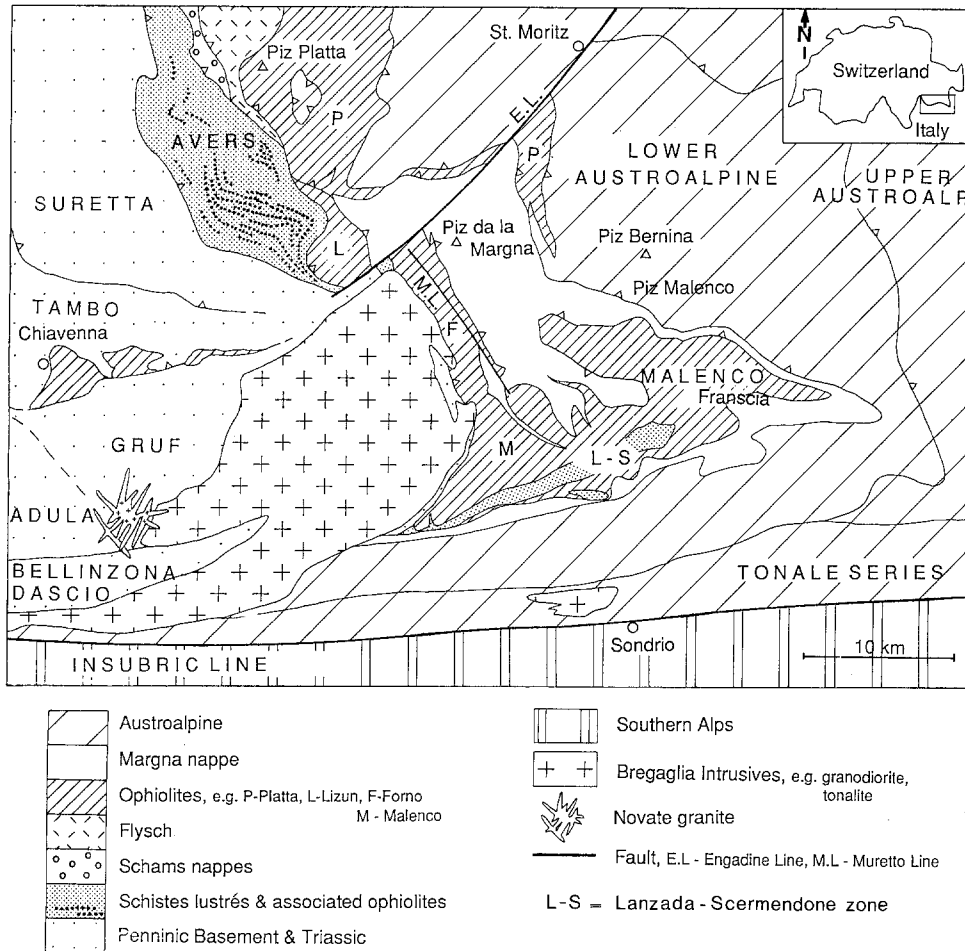 St. Moritz
N
Switzerland
Italy
Piz Platta
P
E.L.
AVERS
P
LOWER
AUSTROALPINE
UPPER
AUSTROALP
SURETTA
L
Piz da la
Margna
Piz Bernina
M.L.
Piz Malenco
TAMBO
Chiavenna
F
MALENCO
Franscia
GRUF
M
L-S
ADULA
BELLINZONA
DASCIO
TONALE SERIES
Sondrio
10 km
INSUBRIC LINE
Austroalpine
Margna nappe
Ophiolites, e.g. P-Platta, L-Lizun, F-Forno
M - Malenco
Flysch
Schams nappes
Schistes lustrés & associated ophiolites
Penninic Basement & Triassic
Southern Alps
Bregaglia Intrusives, e.g. granodiorite,
tonalite
Novate granite
Fault, E.L - Engadine Line, M.L - Muretto Line
L-S = Lanzada - Scermendone zone